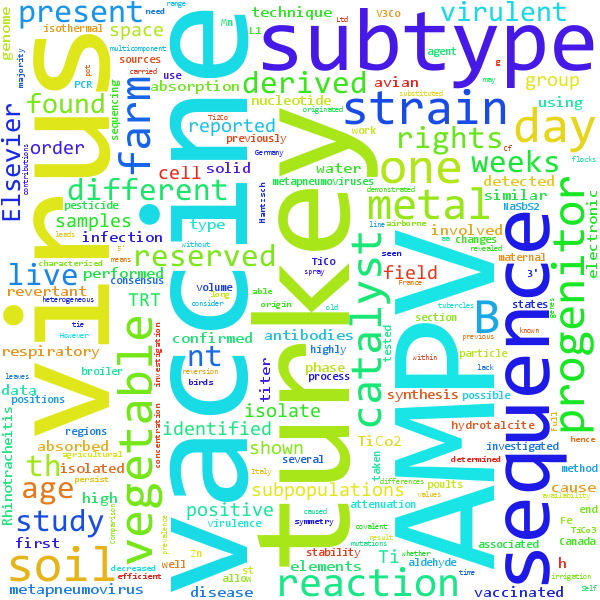 present
need
technique
V3Co
Mn
range
Ltd
virulent
genome
isothermal
space
multicomponent
L1
agent
g
majority
PCR
pot
sources
carried
use
subtype
may
substituted
absorption
derived
avian
group
found
sequencing
nucleotide
Ti2Co
originated
strain
using
Elsevier
contributions
order
farm
reported
previously
work
day
rights
Germany
metapneumoviruses
demonstrated
Cf
flocks
cell
solid
water
different
pesticide
samples
Hantzsch
one
weeks
detected
similar
NaSbS2
electronic
type
without
line
airborne
aa
changes
revealed
metal
involved
maternal
leads
infection
characterized
5'
means
TiCo
spray
seen
France
3'
live
performed
reserved
field
progenitor
states
tubercles
genes
consensus
volume
long
able
origin
old
consider
section
B
However
revertant
heterogeneous
TRT
antibodies
catalyst
tested
previous
known
particle
lack
tie
confirmed
highly
within
respiratory
broiler
nt
phase
process
synthesis
possible
full
data
leaves
birds
reversion
titer
isolate
hydrotalcite
hence
positions
regions
vegetable
investigation
concentration
identified
shown
TiCo2
taken
investigated
Rhinotracheitis
absorbed
agricultural
several
Italy
determined
method
th
isolated
subpopulations
poults
differences
availability
age
persist
high
positive
caused
attenuation
values
cause
study
Comparison
prevalence
virulence
symmetry
covalent
result
Ti
associated
end
Fe
TiCo3
first
Zn
well
stability
mutations
whether
Canada
soil
decreased
st
allow
elements
aldehyde
h
irrigation
efficient
metapneumovirus
disease
reaction
time
vaccinated
Self
virus
vaccine
turkey
AMPV
sequence